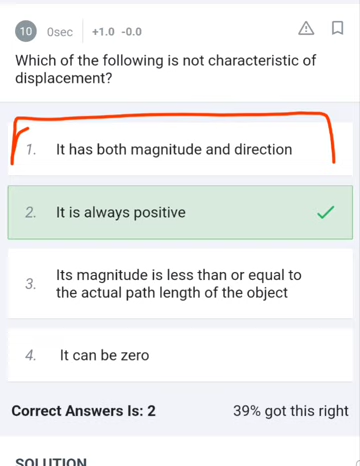 10 0sec +1.0 -0.0
Which of the following is not characteristic of
displacement?
1. It has both magnitude and direction
2. It is always positive
3. Its magnitude is less than or equal to
the actual path length of the object
4. It can be zero
Correct Answers Is: 2 39% got this right
SOLUTION